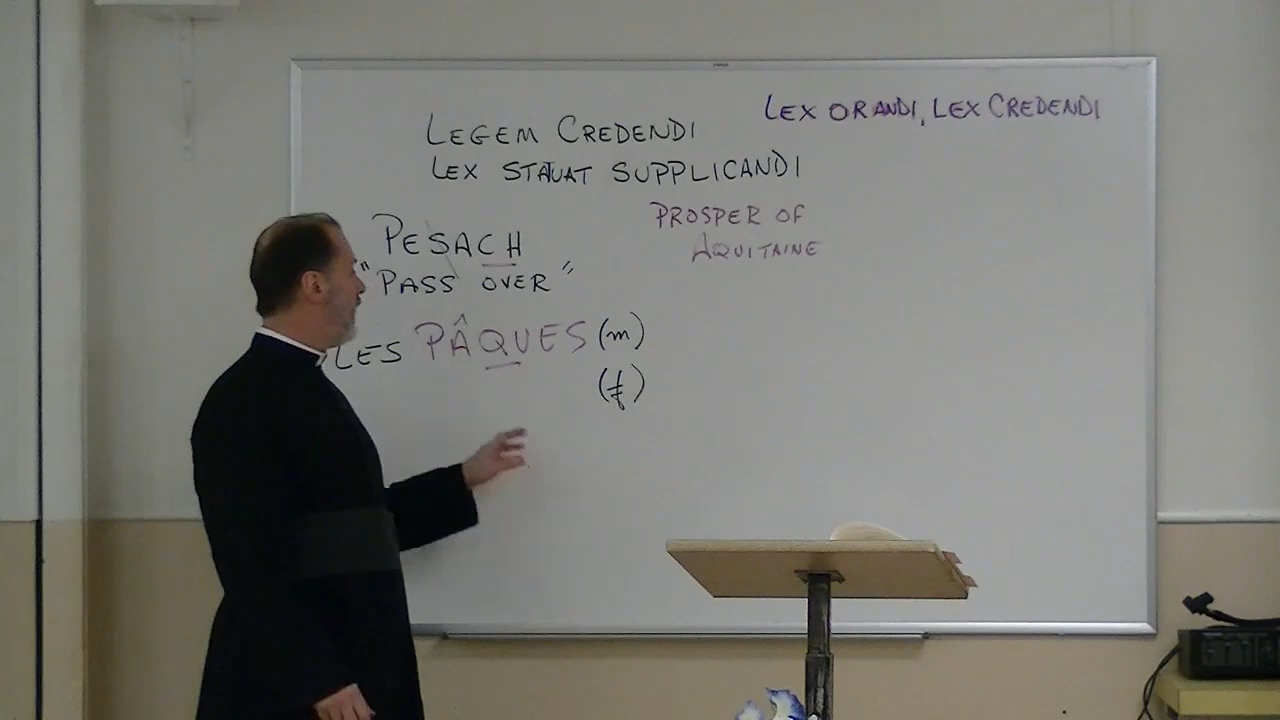 LEX ORANDI, LEX CREDENDI
LEGEM CREDENDI
LEX STATUAT SUPPLICANDI
PROSPER OF
AQUITAINE
PESACH
"PASS OVER"
LES PÂQUES (m)
(f)